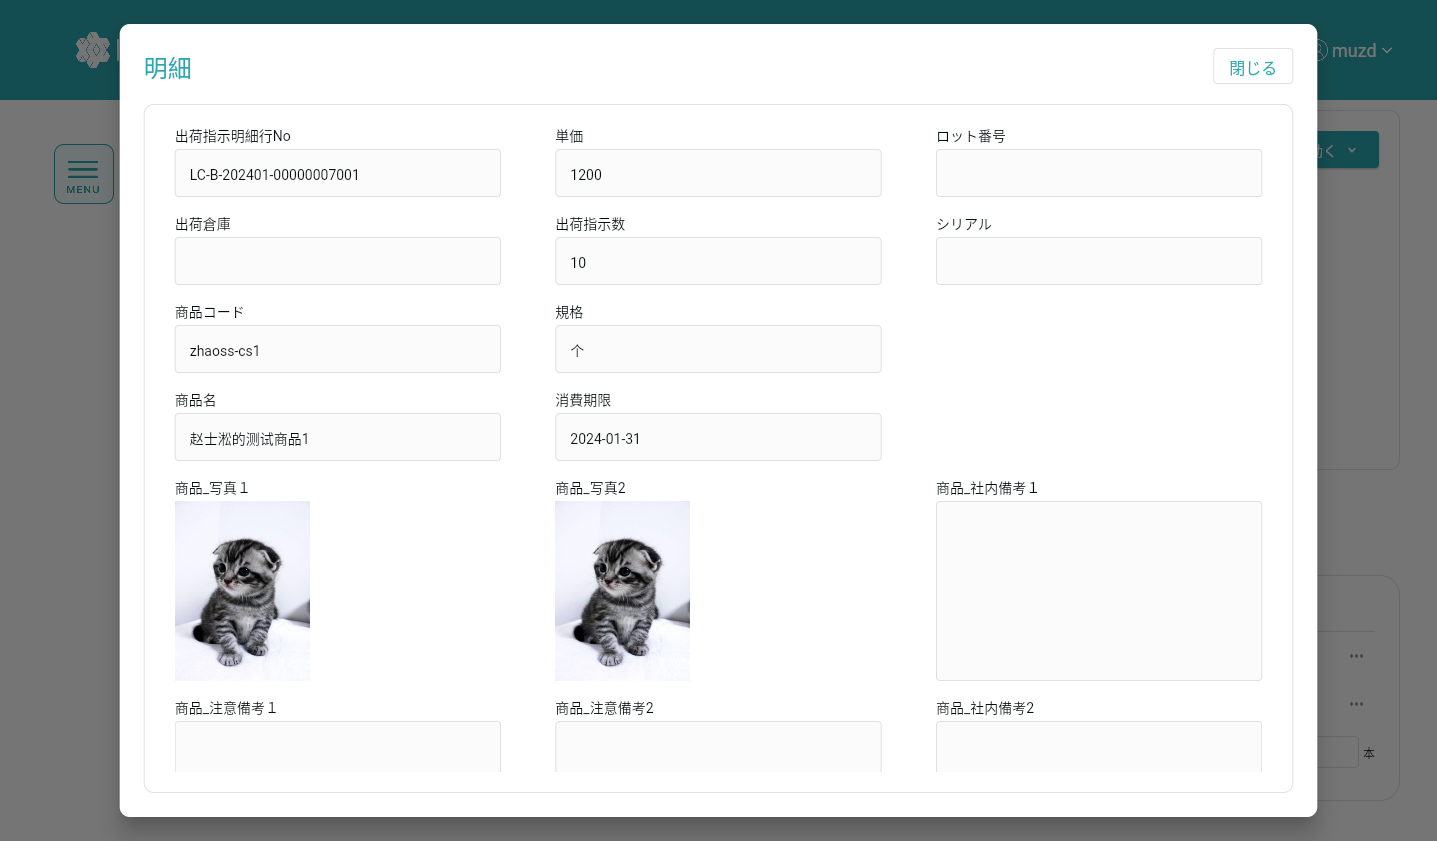 明細
閉じる
muzd
MENU
出荷指示明細行No
単価
ロット番号
LC-B-202401-00000007001
1200
出荷倉庫
出荷指示数
シリアル
10
商品コード
規格
zhaoss-cs1
个
商品名
消費期限
赵士淞的测试商品1
2024-01-31
商品_写真１
商品_写真2
商品_社内備考１
商品_注意備考１
商品_注意備考2
商品_社内備考2
本